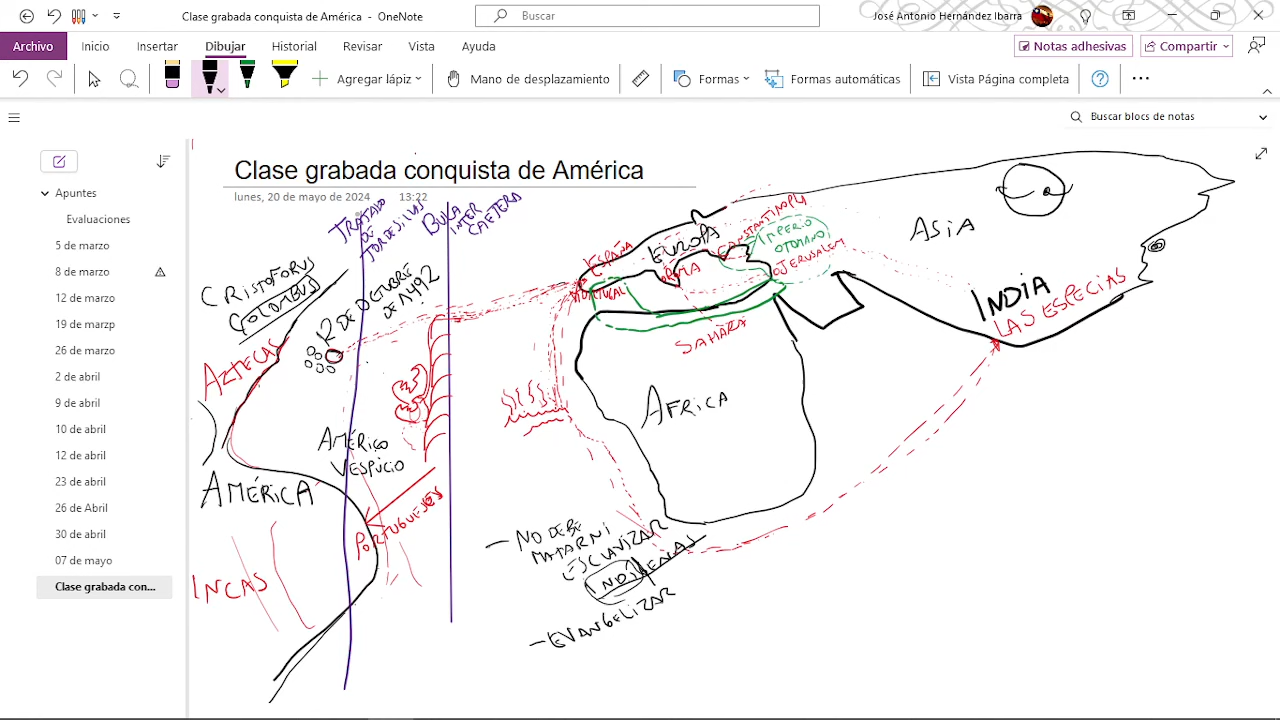 Clase grabada conquista de América - OneNote
Buscar
José Antonio Hernández Ibarra
Archivo
Inicio
Insertar
Dibujar
Historial
Revisar
Vista
Ayuda
Notas adhesivas
Compartir
Agregar lápiz
Mano de desplazamiento
Formas
Formas automáticas
Vista Página completa
Buscar blocs de notas
Apuntes
Evaluaciones
5 de marzo
8 de marzo
12 de marzo
19 de marzp
26 de marzo
2 de abril
9 de abril
10 de abril
12 de abril
23 de abril
26 de Abril
30 de abril
07 de mayo
Clase grabada con...
Clase grabada conquista de América
lunes, 20 de mayo de 2024
13:22
TRATADO
DE
TORDESILLAS
BULA
INTER
CAETERA
CRISTÓFORUS
COLOMBUS
12 DE OCTUBRE
DE 1492
AZTECAS
AMÉRICA
INCAS
AMÉRIGO
VESPUCIO
PORTUGUESES
ESPAÑA
PORTUGAL
EUROPA
ROMA
CONSTANTINOPLA
IMPERIO
OTOMANO
JERUSALEM
SAHARA
AFRICA
ASIA
INDIA
LAS ESPECIAS
- NO DEBE
MATAR NI
ESCLAVIZAR
INDIGENAS
- EVANGELIZAR